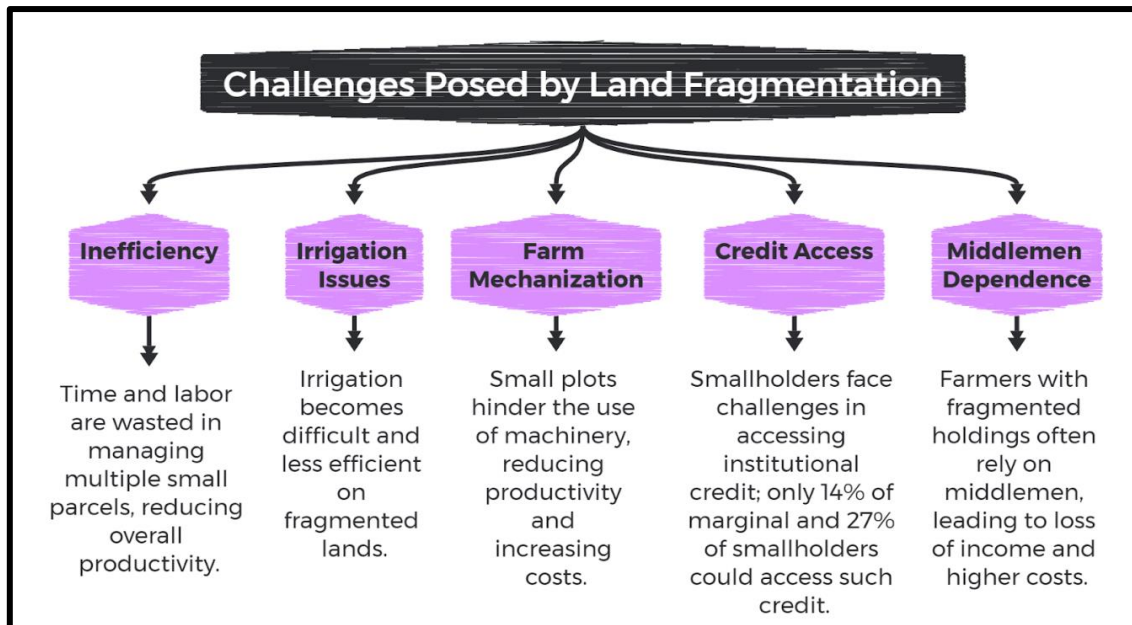 Challenges Posed by Land Fragmentation
Inefficiency
Time and labor
are wasted in
managing
multiple small
parcels, reducing
overall
productivity.
Irrigation
Issues
Irrigation
becomes
difficult and
less efficient
on
fragmented
lands.
Farm
Mechanization
Small plots
hinder the use
of machinery,
reducing
productivity
and
increasing
costs.
Credit Access
Smallholders face
challenges in
accessing
institutional
credit; only 14% of
marginal and 27%
of smallholders
could access such
credit.
Middlemen
Dependence
Farmers with
fragmented
holdings often
rely on
middlemen,
leading to loss
of income and
higher costs.